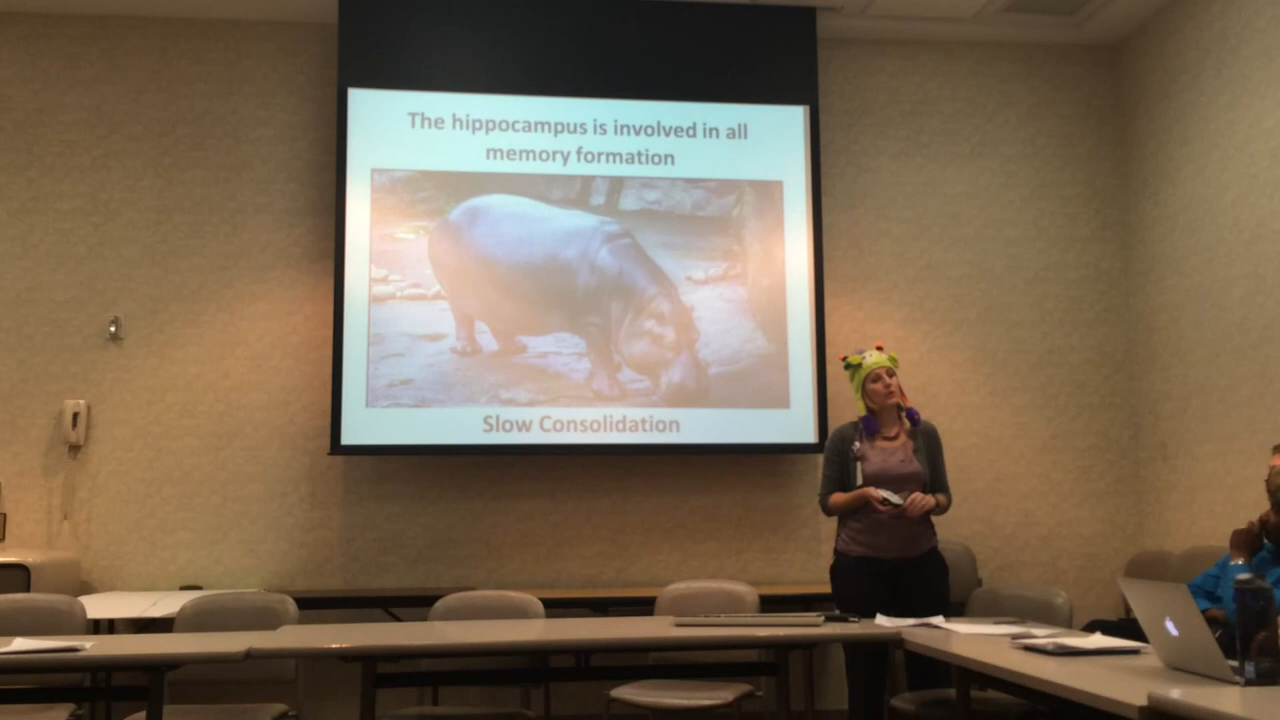 The hippocampus is involved in all
memory formation
Slow Consolidation